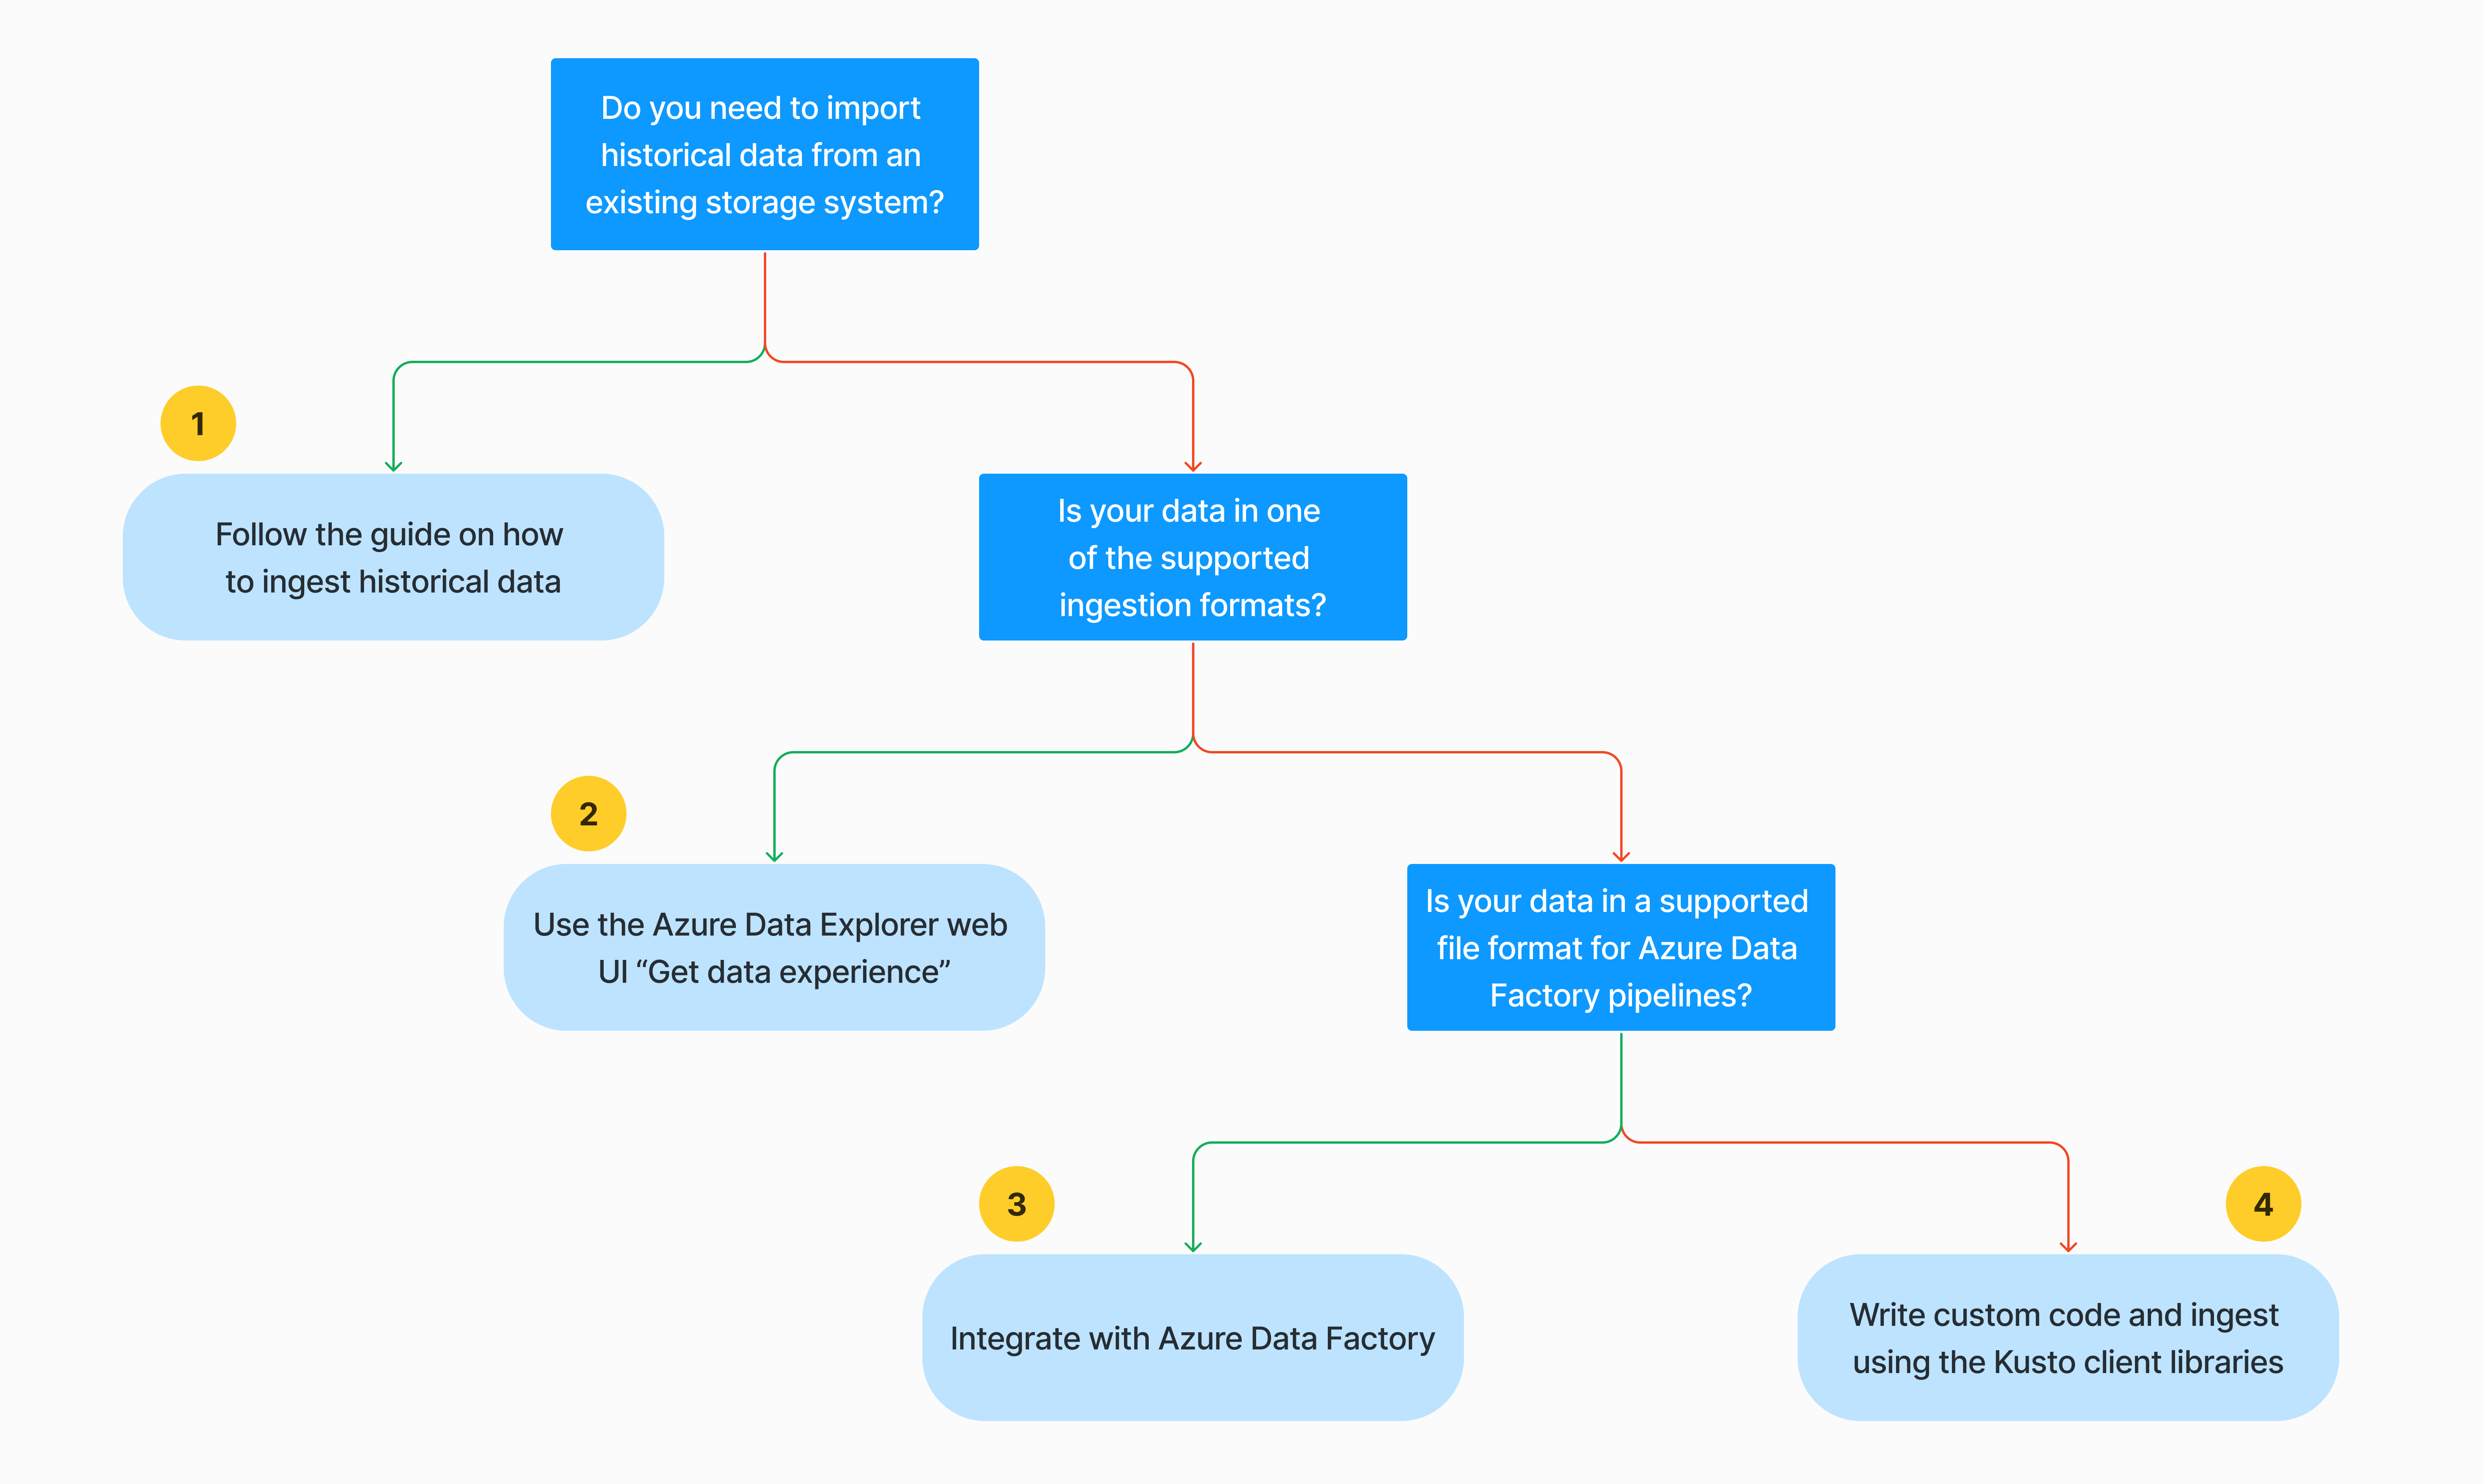 Do you need to import
historical data from an
existing storage system?
1
Follow the guide on how
to ingest historical data
Is your data in one
of the supported
ingestion formats?
2
Use the Azure Data Explorer web
UI “Get data experience”
Is your data in a supported
file format for Azure Data
Factory pipelines?
3
Integrate with Azure Data Factory
4
Write custom code and ingest
using the Kusto client libraries